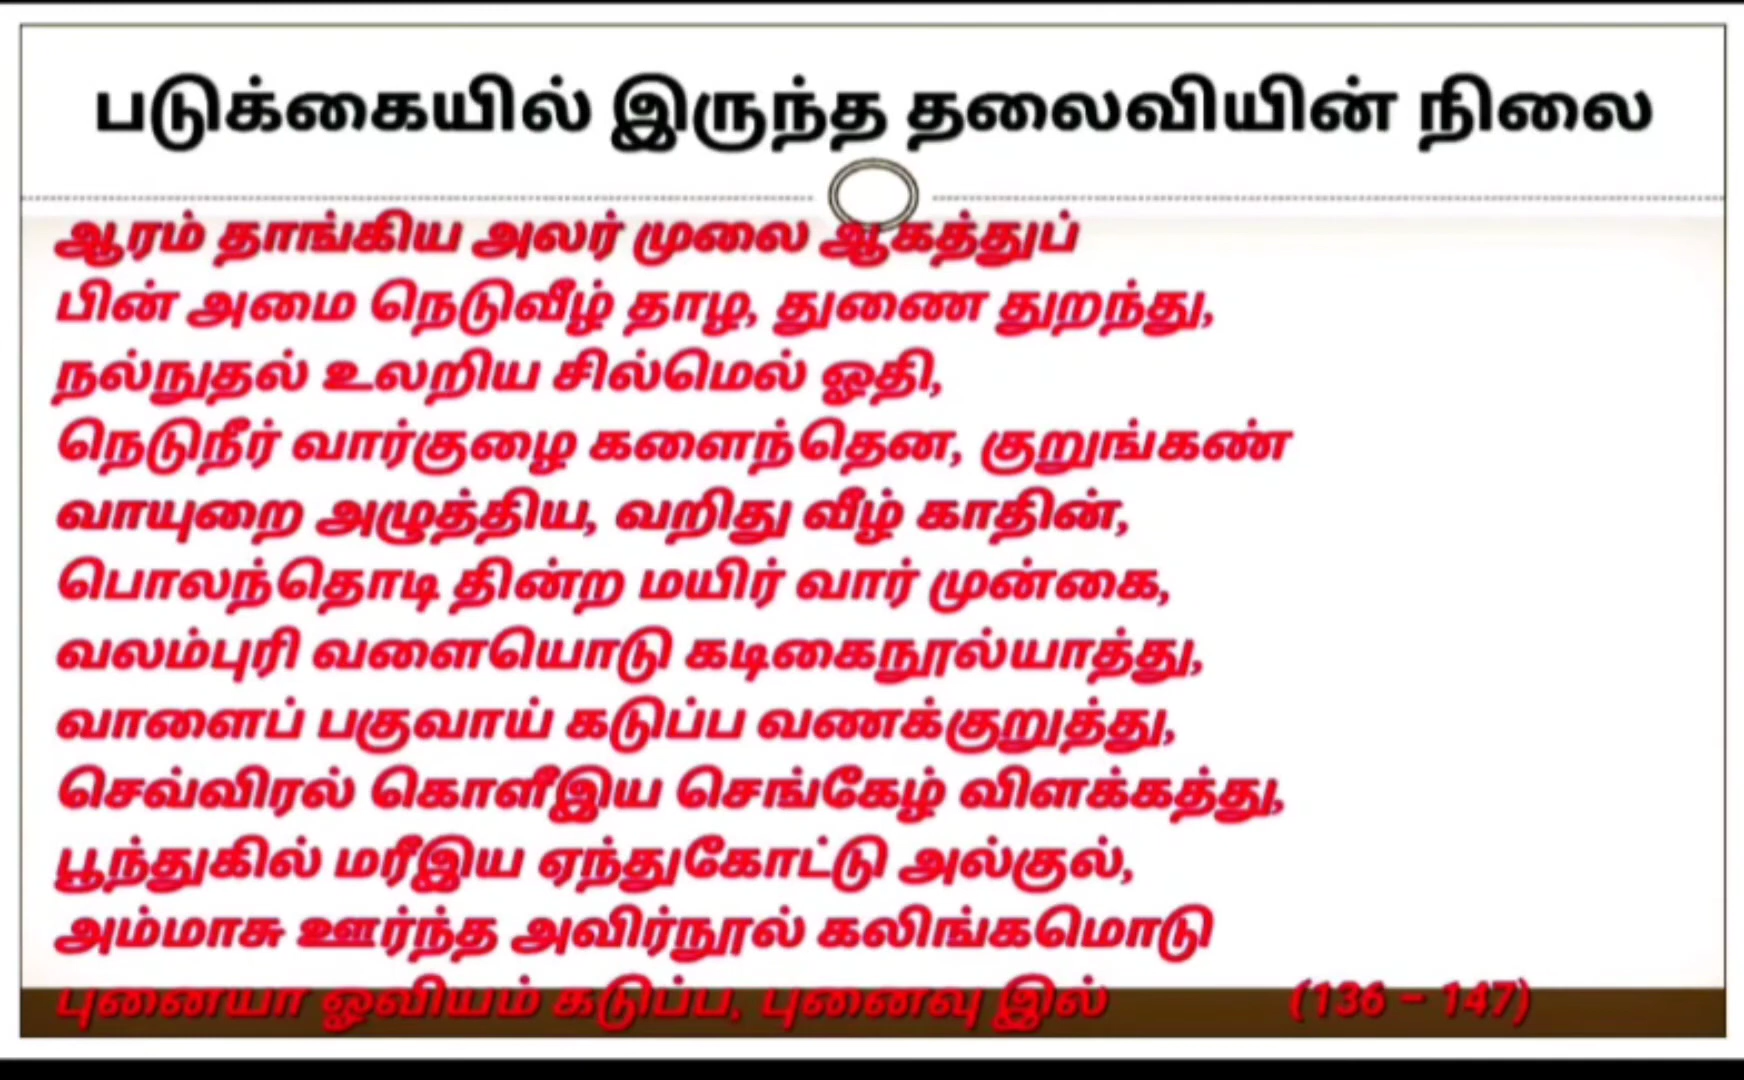 படுக்கையில் இருந்த தலைவியின் நிலை
ஆரம் தாங்கிய அலர் முலை ஆகத்துப்
பின் அமை நெடுவீழ் தாழ, துணை துறந்து,
நல்நுதல் உலறிய சில்மெல் ஓதி,
நெடுநீர் வார்குழை களைந்தென, குறுங்கண்
வாயுறை அழுத்திய, வறிது வீழ் காதின்,
பொலந்தொடி தின்ற மயிர் வார் முன்கை,
வலம்புரி வளையொடு கடிகைநூல்யாத்து,
வாளைப் பகுவாய் கடுப்ப வணக்குறுத்து,
செவ்விரல் கொளீஇய செங்கேழ் விளக்கத்து,
பூந்துகில் மரீஇய ஏந்துகோட்டு அல்குல்,
அம்மாசு ஊர்ந்த அவிர்நூல் கலிங்கமொடு
புனையா ஓவியம் கடுப்ப, புனைவு இல் (136 – 147)